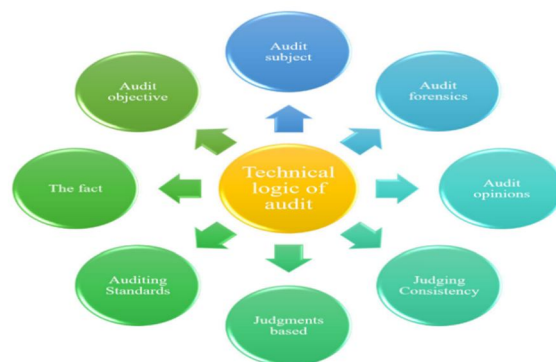 Audit
subject
Audit
forensics
Audit
opinions
Judging
Consistency
Judgments
based
Auditing
Standards
The fact
Audit
objective
Technical
logic of
audit